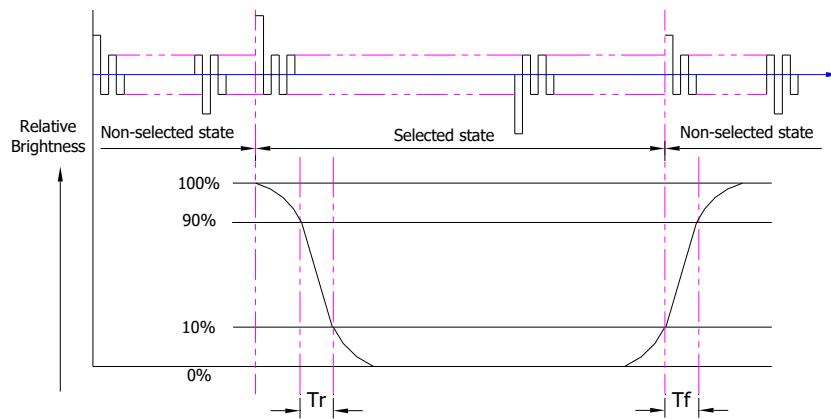 Non-selected state
Selected state
Non-selected state
Relative
Brightness
100%
90%
10%
0%
Tr
Tf